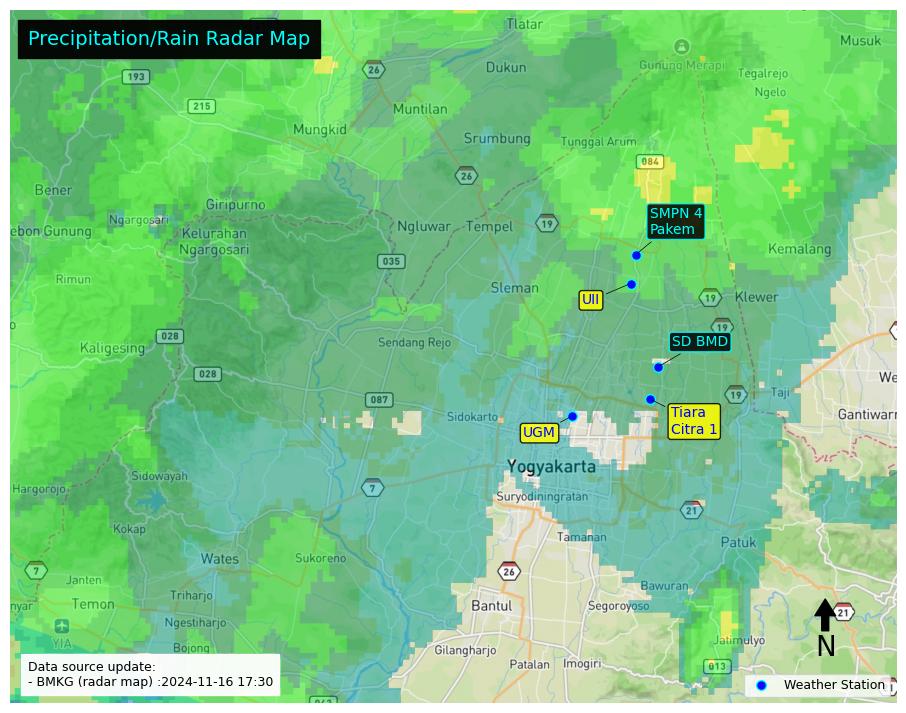 Precipitation/Rain Radar Map
Tlatar
Musuk
Gunung Merapi
193
26
Dukun
Tegalrejo
Ngelo
215
Muntilan
Mungkid
Srumbung
Tunggal Arum
084
26
Bener
Giripurno
Ngargosari
SMPN 4
Pakem
ebon Gunung
Kelurahan
Ngargosari
Ngluwar
Tempel
19
Kemalang
035
Rimun
Sleman
UII
19
Klewer
19
028
Kaligesing
Sendang Rejo
SD BMD
028
We
087
19
Taji
Sidokarto
Tiara
Citra 1
Gantiwarn
UGM
Yogyakarta
Sidowayah
Hargorojo
7
Suryodiningratan
21
Kokap
Tamanan
Patuk
Wates
Sukoreno
7
26
Janten
Bawuran
Triharjo
nyar
Temon
Bantul
Segoroyoso
21
Ngestiharjo
YIA
N
Jatimulyo
Bojong
Gilangharjo
Patalan
Imogiri
013
Data source update:
- BMKG (radar map) :2024-11-16 17:30
Weather Station